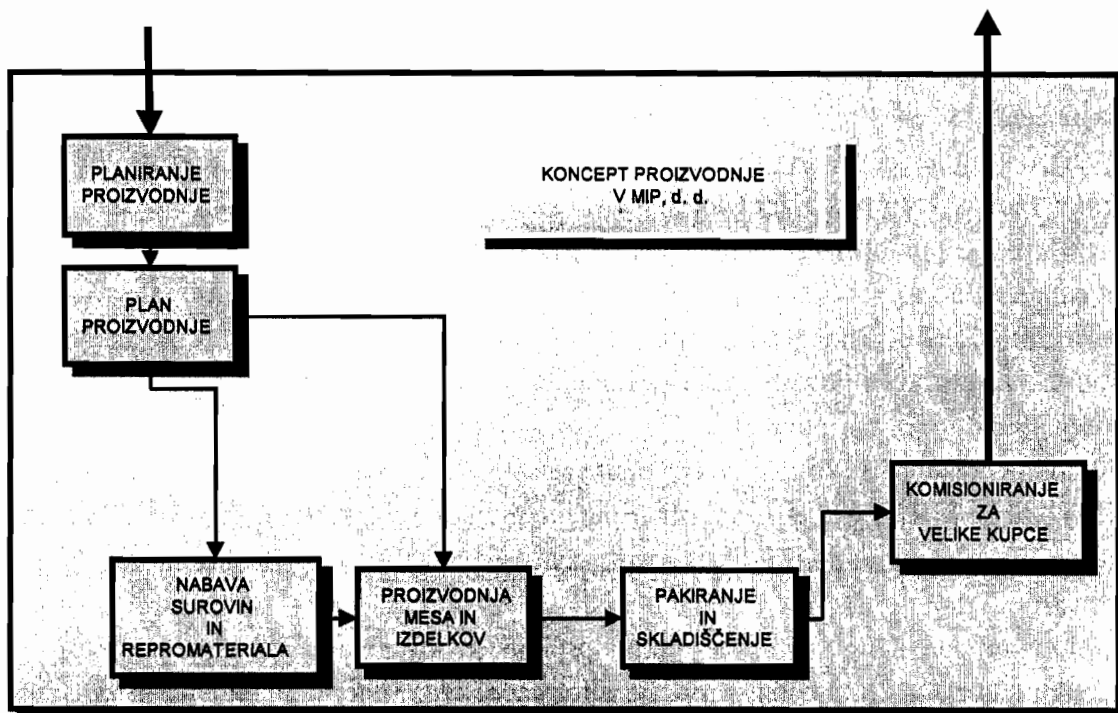 PLANIRANJE
PROIZVODNJE
KONCEPT PROIZVODNJE
V MIP, d. d.
PLAN
PROIZVODNJE
KOMISIONIRANJE
ZA
VELIKE KUPCE
NABAVA
SUROVIN
IN
REPROMATERIALA
PROIZVODNJA
MESA IN
IZDELKOV
PAKIRANJE
IN
SKLADIŠČENJE